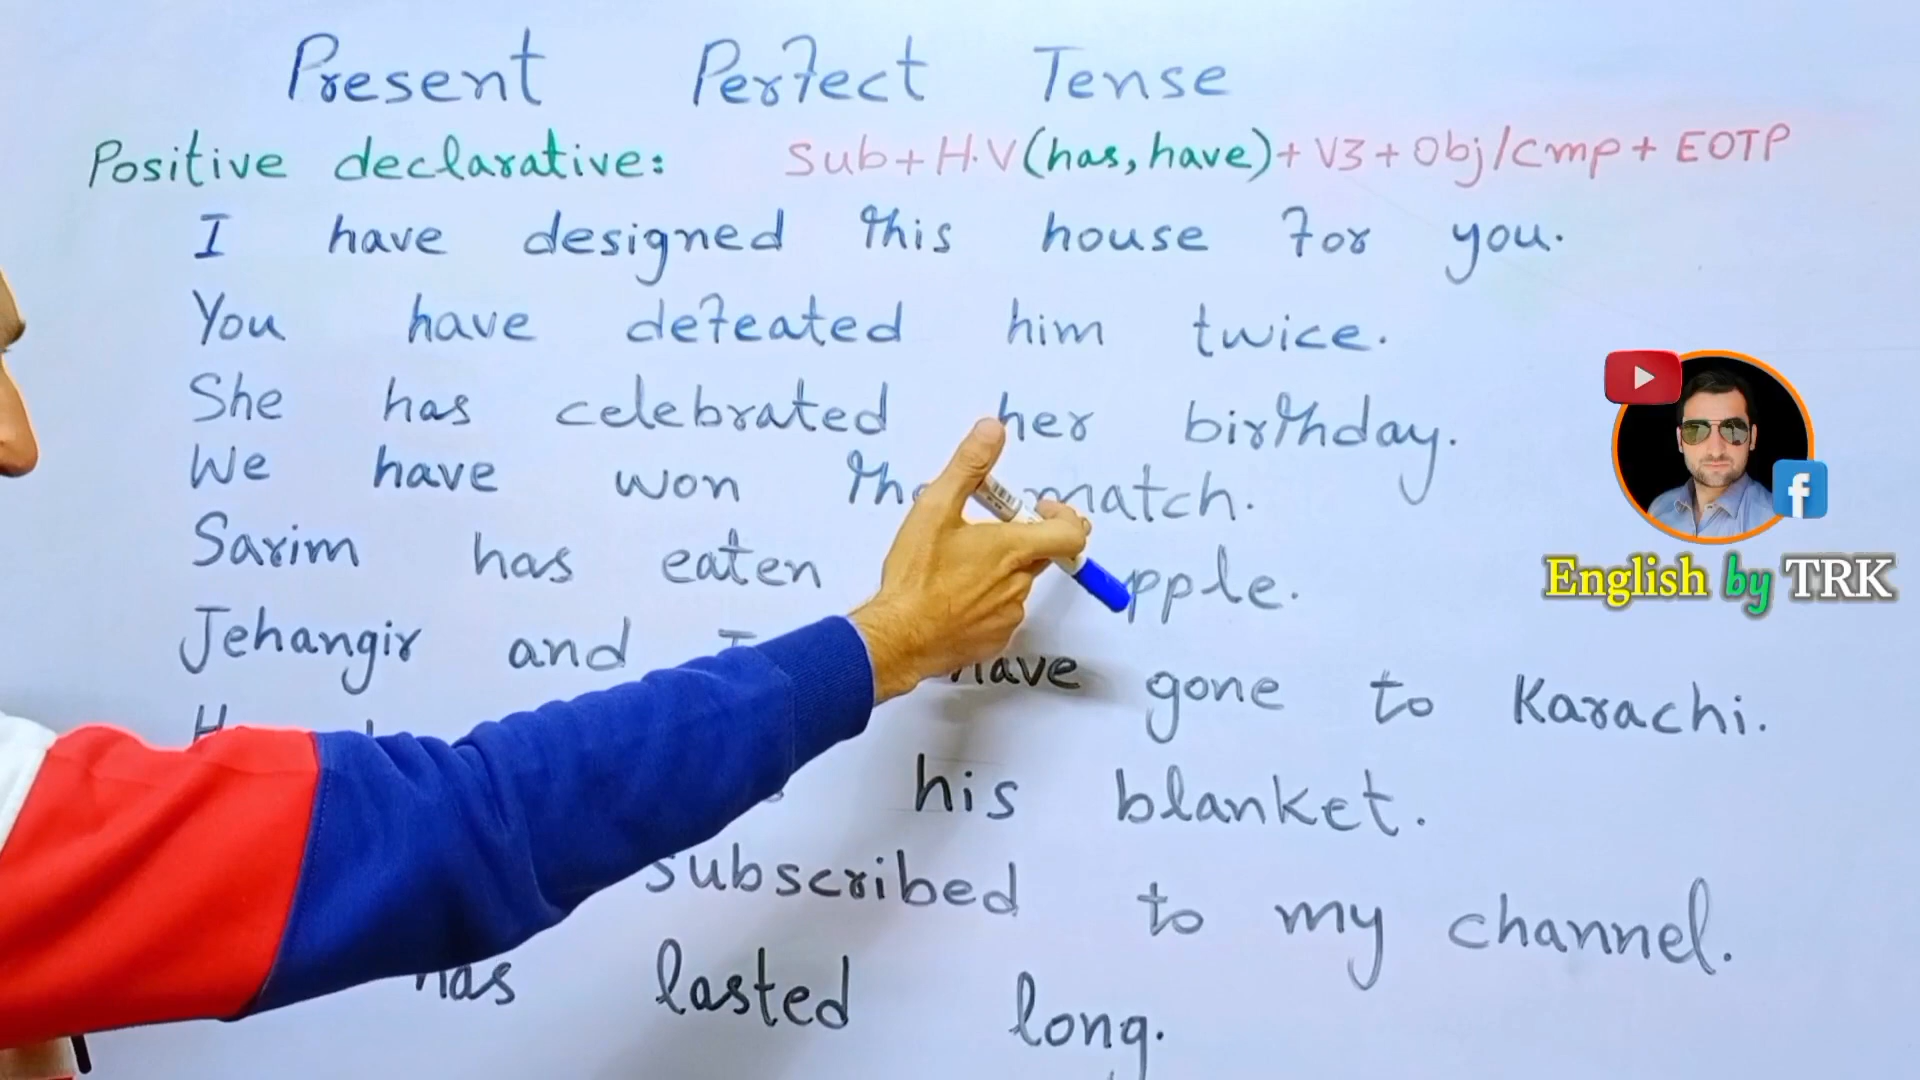 Present Perfect Tense
Positive declarative: Sub+H.V(has, have)+V3+Obj/cmp+EOTP
I have designed this house for you.
You have defeated him twice.
She has celebrated her birthday.
We have won the match.
Sarim has eaten
Jehangir and have gone to Karachi.
his blanket.
subscribed to my channel.
has lasted long.
English by TRK